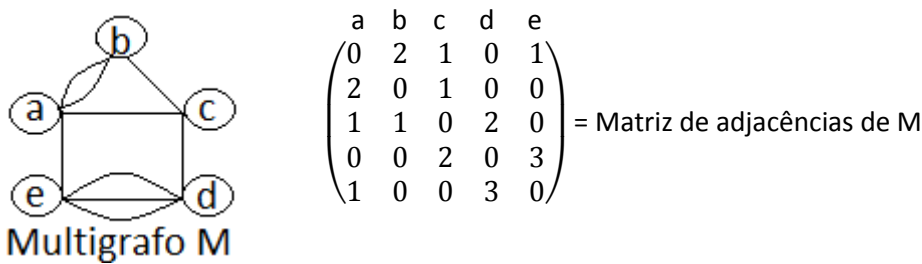 b
a
c
e
d
Multigrafo M
a b c d e
0 2 1 0 1
2 0 1 0 0
1 1 0 2 0
0 0 2 0 3
1 0 0 3 0
= Matriz de adjacências de M